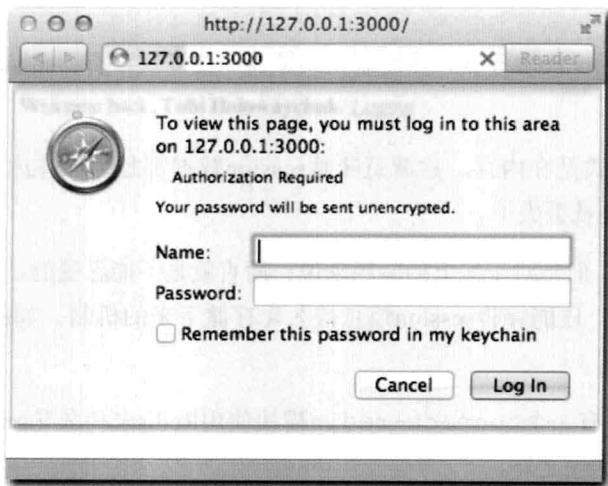 http://127.0.0.1:3000/
127.0.0.1:3000
Reader
To view this page, you must log in to this area
on 127.0.0.1:3000:
Authorization Required
Your password will be sent unencrypted.
Name:
Password:
Remember this password in my keychain
Cancel
Log In